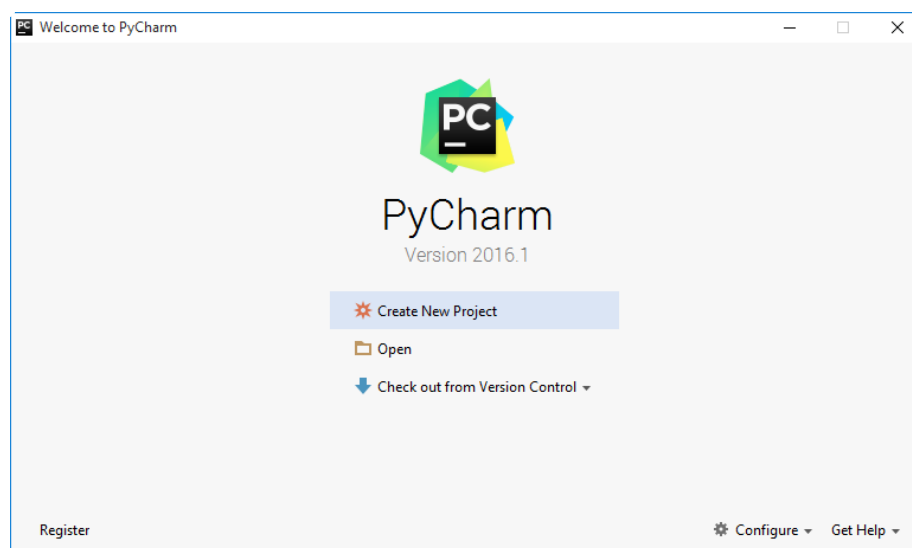 Welcome to PyCharm
PC
PyCharm
Version 2016.1
Create New Project
Open
Check out from Version Control
Register
Configure
Get Help